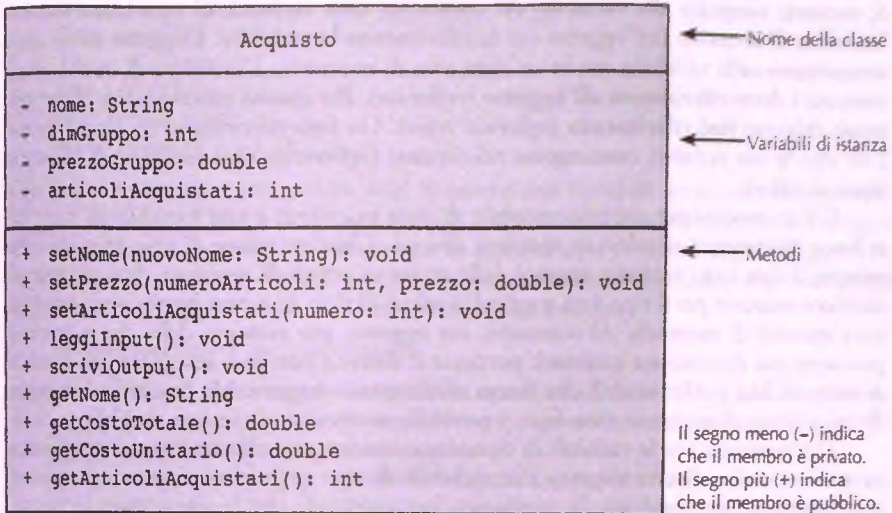 Acquisto
Nome della classe
- nome: String
- dimGruppo: int
- prezzoGruppo: double
- articoliAcquistati: int
Variabili di istanza
+ setNome(nuovoNome: String): void
+ setPrezzo(numeroArticoli: int, prezzo: double): void
+ setArticoliAcquistati(numero: int): void
+ leggiInput(): void
+ scriviOutput(): void
+ getNome(): String
+ getCostoTotale(): double
+ getCostoUnitario(): double
+ getArticoliAcquistati(): int
Metodi
Il segno meno (–) indica
che il membro è privato.
Il segno più (+) indica
che il membro è pubblico.